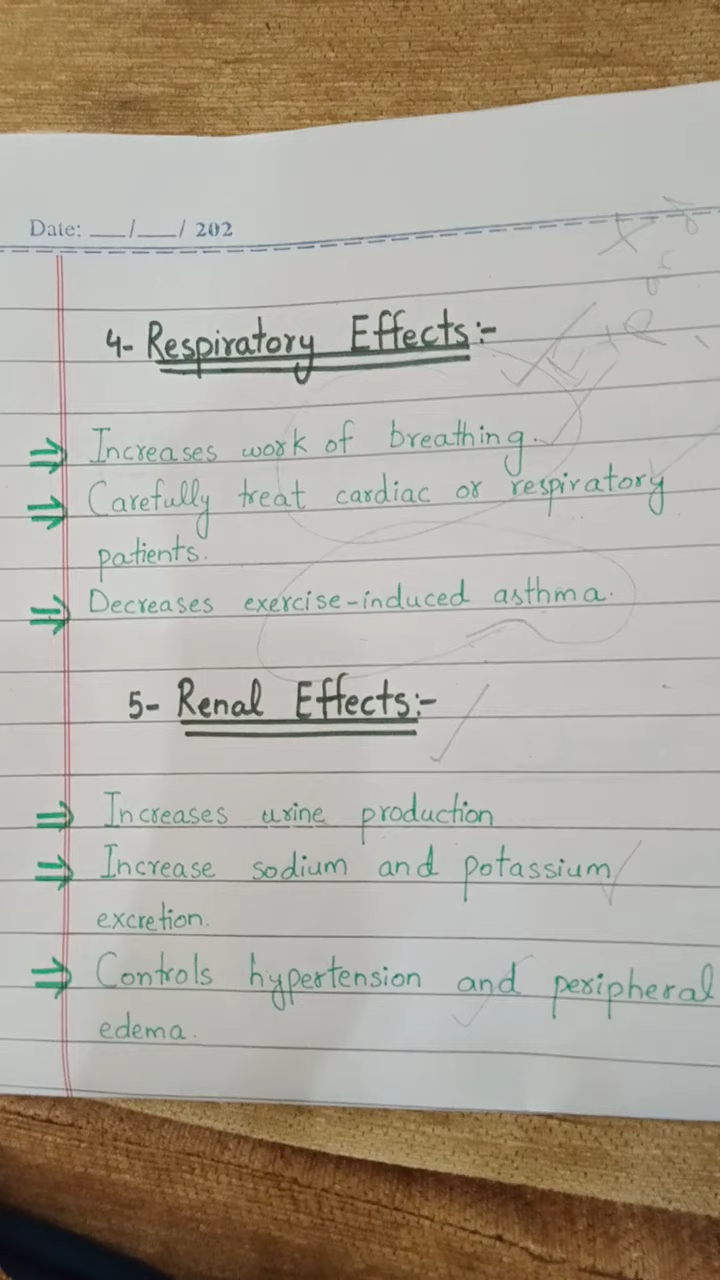 Date: __/__/ 202
4- Respiratory Effects:-
⇒ Increases work of breathing.
⇒ Carefully treat cardiac or respiratory
patients.
⇒ Decreases exercise-induced asthma.
5- Renal Effects:-
⇒ Increases urine production
⇒ Increase sodium and potassium
excretion.
⇒ Controls hypertension and peripheral
edema.